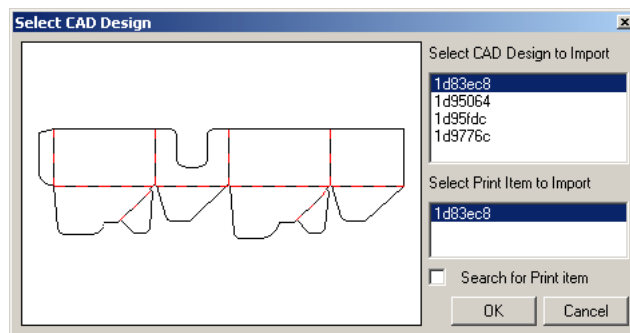 Select CAD Design
Select CAD Design to Import
1d83ec8
1d95064
1d95fdc
1d9776c
Select Print Item to Import
1d83ec8
Search for Print item
OK
Cancel